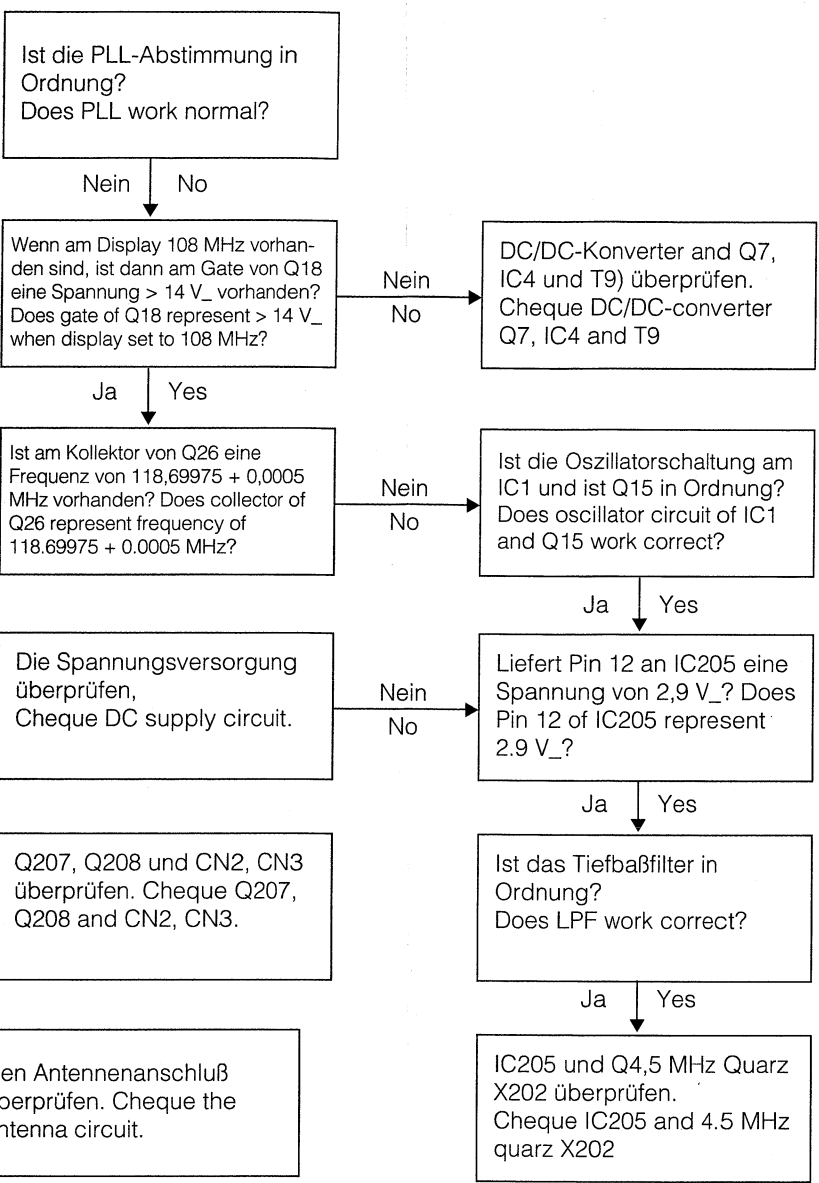 Ist die PLL-Abstimmung in
Ordnung?
Does PLL work normal?
Nein No
Wenn am Display 108 MHz vorhan-
den sind, ist dann am Gate von Q18
eine Spannung > 14 V_ vorhanden?
Does gate of Q18 represent > 14 V_
when display set to 108 MHz?
Nein
No
DC/DC-Konverter and Q7,
IC4 und T9) überprüfen.
Cheque DC/DC-converter
Q7, IC4 and T9
Ja Yes
Ist am Kollektor von Q26 eine
Frequenz von 118,69975 + 0,0005
MHz vorhanden? Does collector of
Q26 represent frequency of
118.69975 + 0.0005 MHz?
Nein
No
Ist die Oszillatorschaltung am
IC1 und ist Q15 in Ordnung?
Does oscillator circuit of IC1
and Q15 work correct?
Ja Yes
Die Spannungsversorgung
überprüfen,
Cheque DC supply circuit.
Nein
No
Liefert Pin 12 an IC205 eine
Spannung von 2,9 V_? Does
Pin 12 of IC205 represent
2.9 V_?
Ja Yes
Q207, Q208 und CN2, CN3
überprüfen. Cheque Q207,
Q208 and CN2, CN3.
Ist das Tiefbaßfilter in
Ordnung?
Does LPF work correct?
Ja Yes
en Antennenanschluß
berprüfen. Cheque the
ntenna circuit.
IC205 und Q4,5 MHz Quarz
X202 überprüfen.
Cheque IC205 and 4.5 MHz
quarz X202